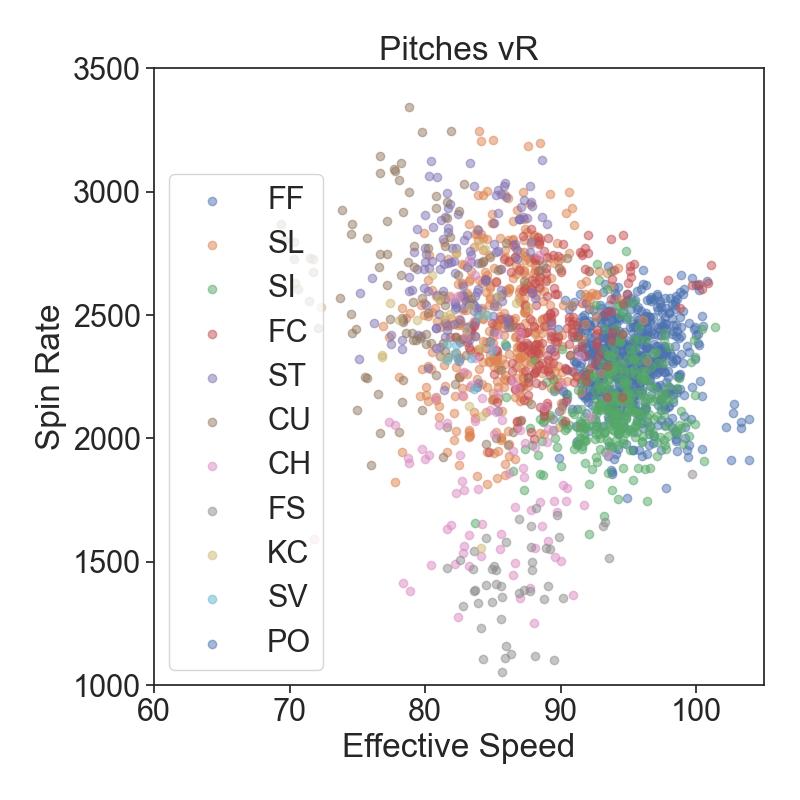 Pitches vR
3500
3000
2500
2000
1500
1000
Spin Rate
FF
SL
SI
FC
ST
CU
CH
FS
KC
SV
PO
60 70 80 90 100
Effective Speed